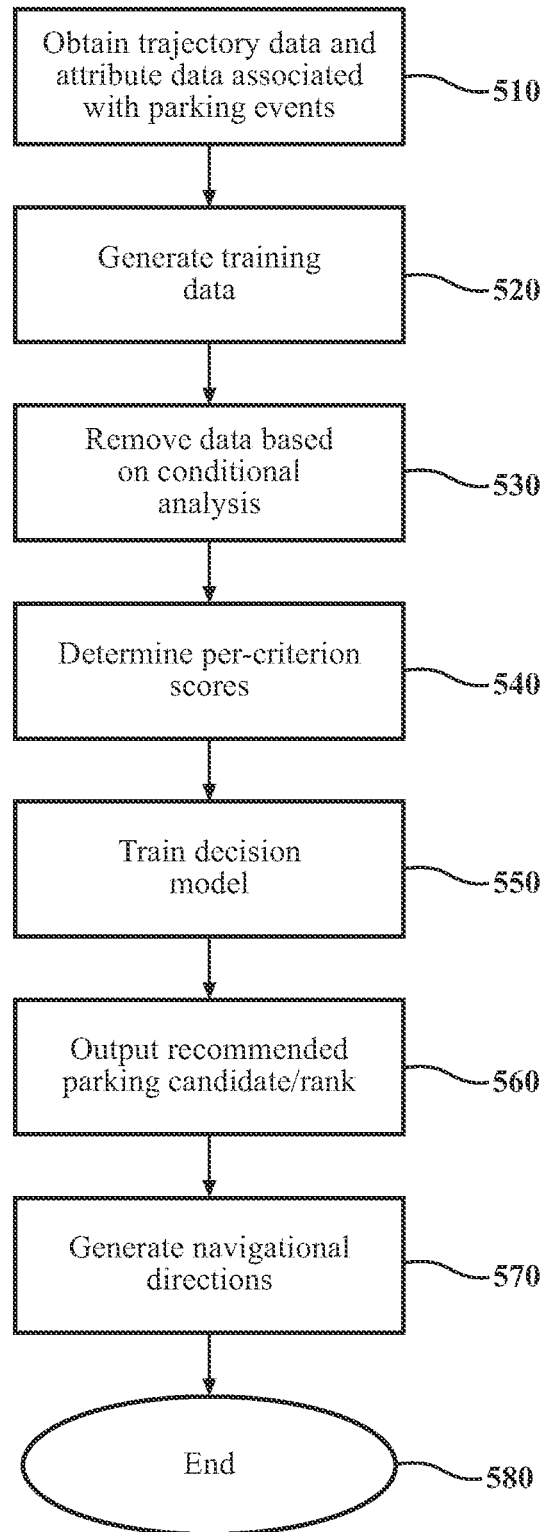 Obtain trajectory data and
attribute data associated
with parking events
510
Generate training
data
520
Remove data based
on conditional
analysis
530
Determine per-criterion
scores
540
Train decision
model
550
Output recommended
parking candidate/rank
560
Generate navigational
directions
570
End
580